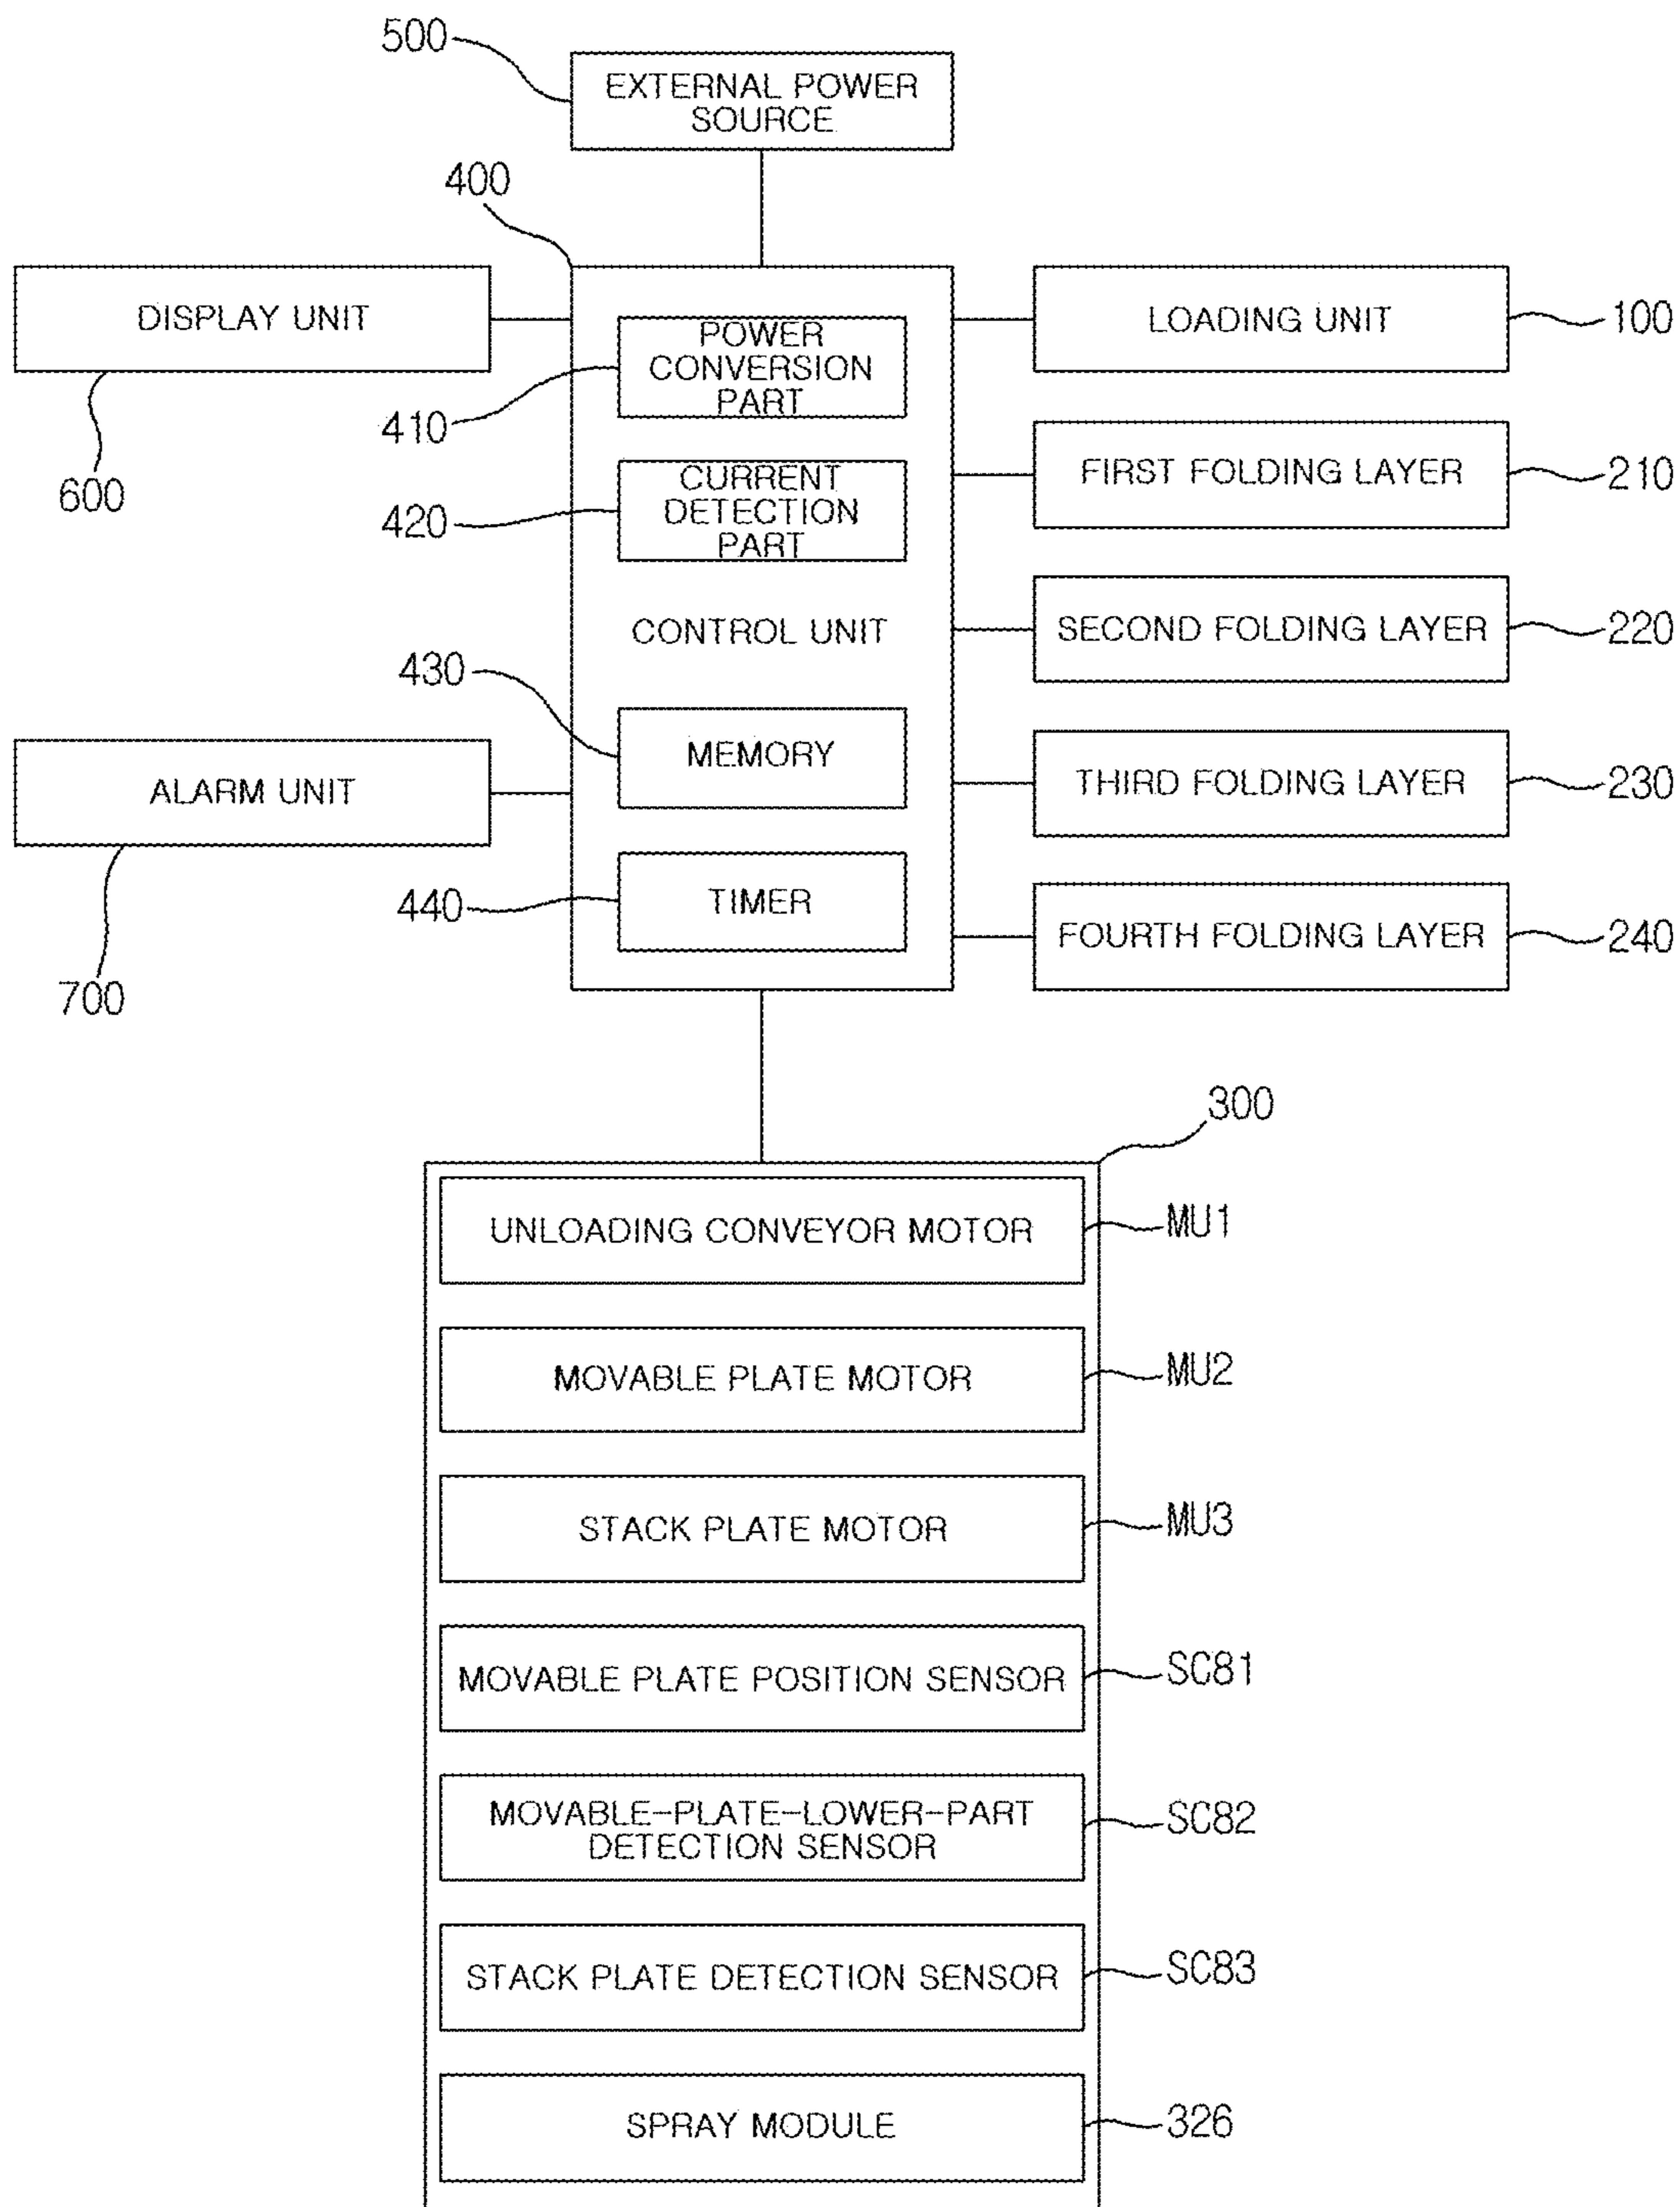 500
EXTERNAL POWER
SOURCE
400
DISPLAY UNIT
600
POWER
CONVERSION
PART
410
CURRENT
DETECTION
PART
420
CONTROL UNIT
430
MEMORY
ALARM UNIT
700
440
TIMER
LOADING UNIT
100
FIRST FOLDING LAYER
210
SECOND FOLDING LAYER
220
THIRD FOLDING LAYER
230
FOURTH FOLDING LAYER
240
300
UNLOADING CONVEYOR MOTOR
MU1
MOVABLE PLATE MOTOR
MU2
STACK PLATE MOTOR
MU3
MOVABLE PLATE POSITION SENSOR
SC81
MOVABLE-PLATE-LOWER-PART
DETECTION SENSOR
SC82
STACK PLATE DETECTION SENSOR
SC83
SPRAY MODULE
326